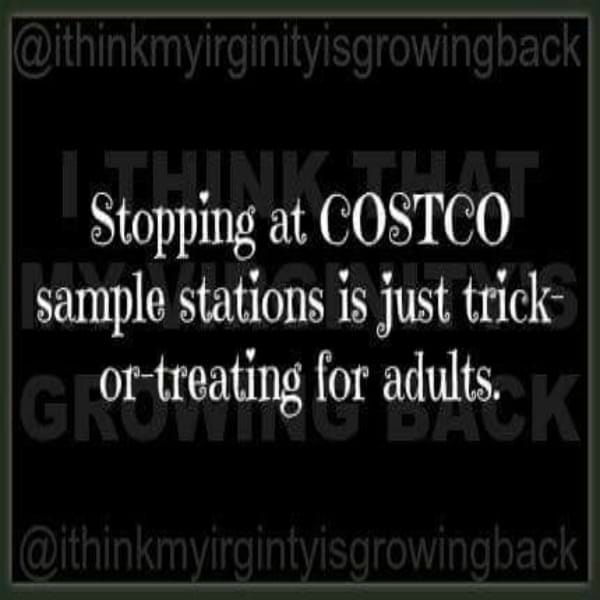 @ithinkmyirginityisgrowingback
I THINK THAT
Stopping at COSTCO
MY VIRGINITY'S
sample stations is just trick-
or-treating for adults.
GROWING BACK
@ithinkmyirgintyisgrowingback